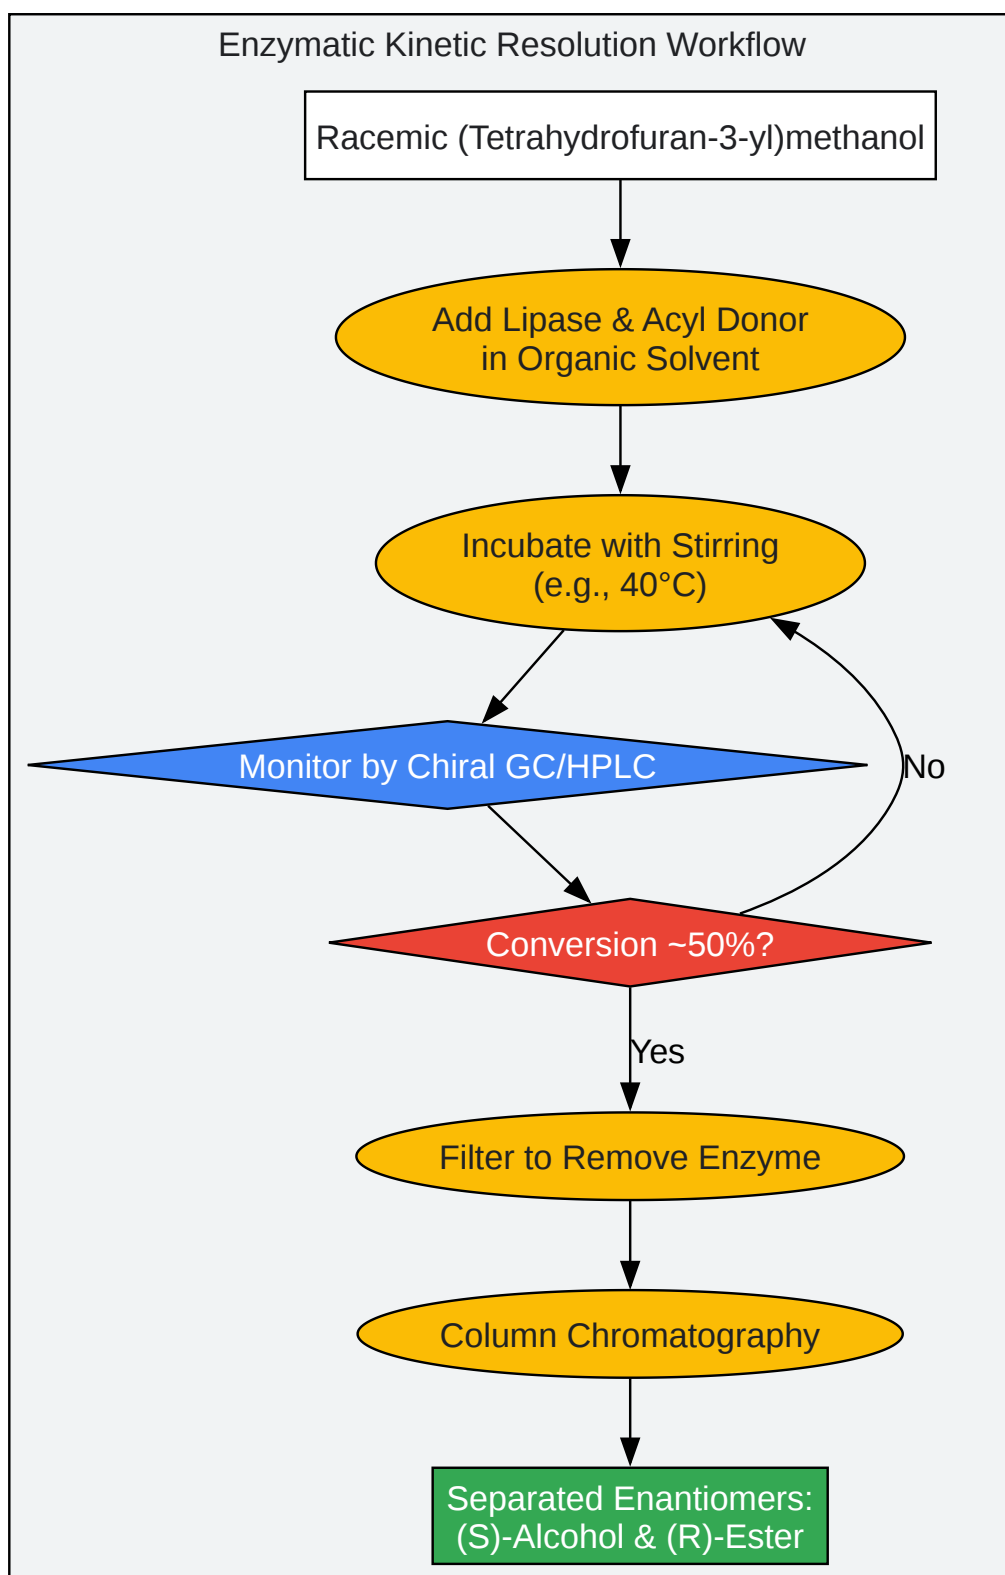 Enzymatic Kinetic Resolution Workflow
Racemic (Tetrahydrofuran-3-yl)methanol
Add Lipase & Acyl Donor
in Organic Solvent
Incubate with Stirring
(e.g., 40°C)
Monitor by Chiral GC/HPLC
No
Conversion ~50%?
Yes
Filter to Remove Enzyme
Column Chromatography
Separated Enantiomers:
(S)-Alcohol & (R)-Ester